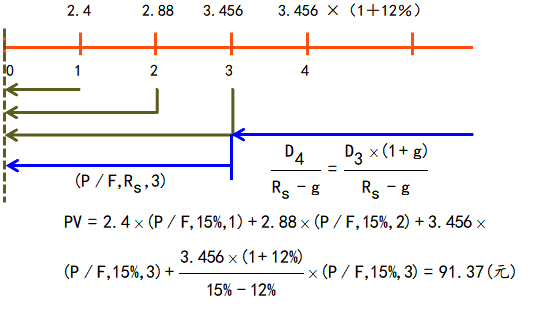 2.4 2.88 3.456 3.456 × (1+12%)
0 1 2 3 4
(P/F,Rs,3)
D4 / Rs-g = D3×(1+g) / Rs-g
PV=2.4×(P/F,15%,1)+2.88×(P/F,15%,2)+3.456×
(P/F,15%,3)+ 3.456×(1+12%) / 15%-12% ×(P/F,15%,3)=91.37(元)